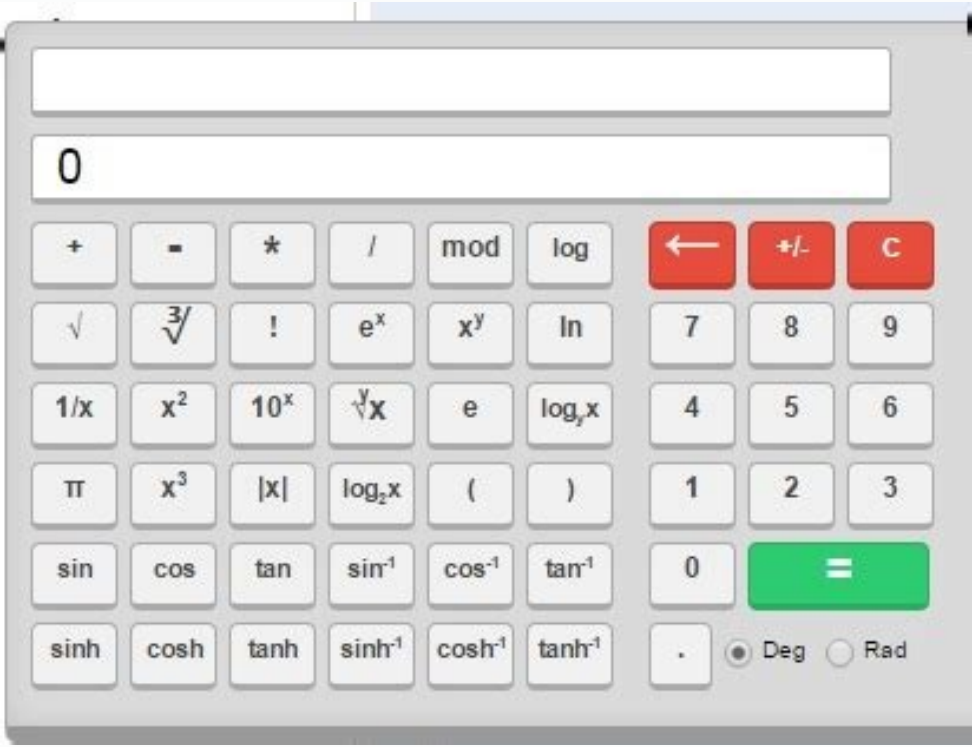 0
+ - * / mod log ← +/- C
√ ∛ ! eˣ xʸ ln 7 8 9
1/x x² 10ˣ ʸ√x e logᵧx 4 5 6
π x³ |x| log₂x ( ) 1 2 3
sin cos tan sin⁻¹ cos⁻¹ tan⁻¹ 0 =
sinh cosh tanh sinh⁻¹ cosh⁻¹ tanh⁻¹ . Deg Rad